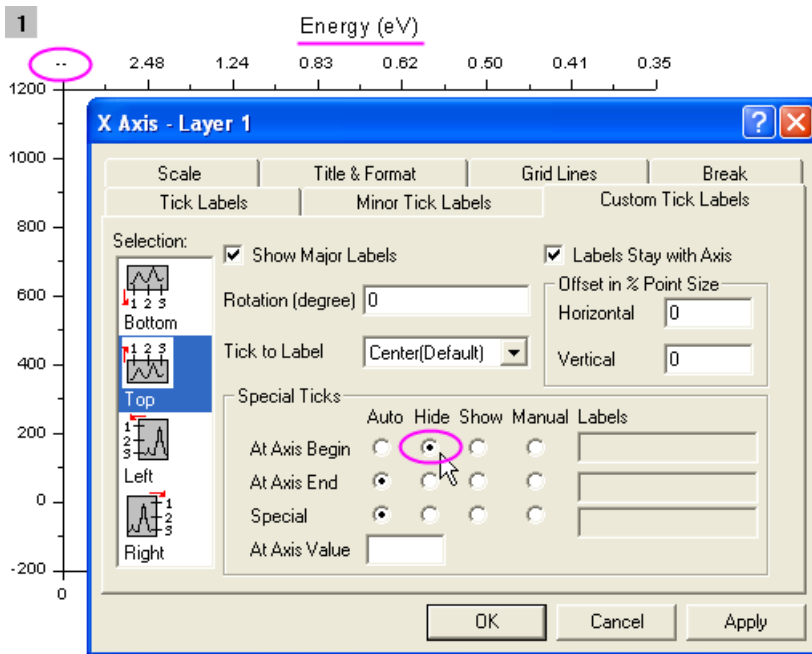 1
Energy (eV)
-- 2.48 1.24 0.83 0.62 0.50 0.41 0.35
1200
X Axis - Layer 1
1000
Scale Title & Format Grid Lines Break
Tick Labels Minor Tick Labels Custom Tick Labels
800
Selection:
Show Major Labels Labels Stay with Axis
Offset in % Point Size
600
1 2 3
Rotation (degree) 0 Horizontal 0
Bottom
400
1 2 3
Tick to Label Center(Default) Vertical 0
Top
Special Ticks
Auto Hide Show Manual Labels
200
1
2
3
At Axis Begin
Left
At Axis End
0
1
2
3
Special
Right
At Axis Value
-200
0
OK Cancel Apply